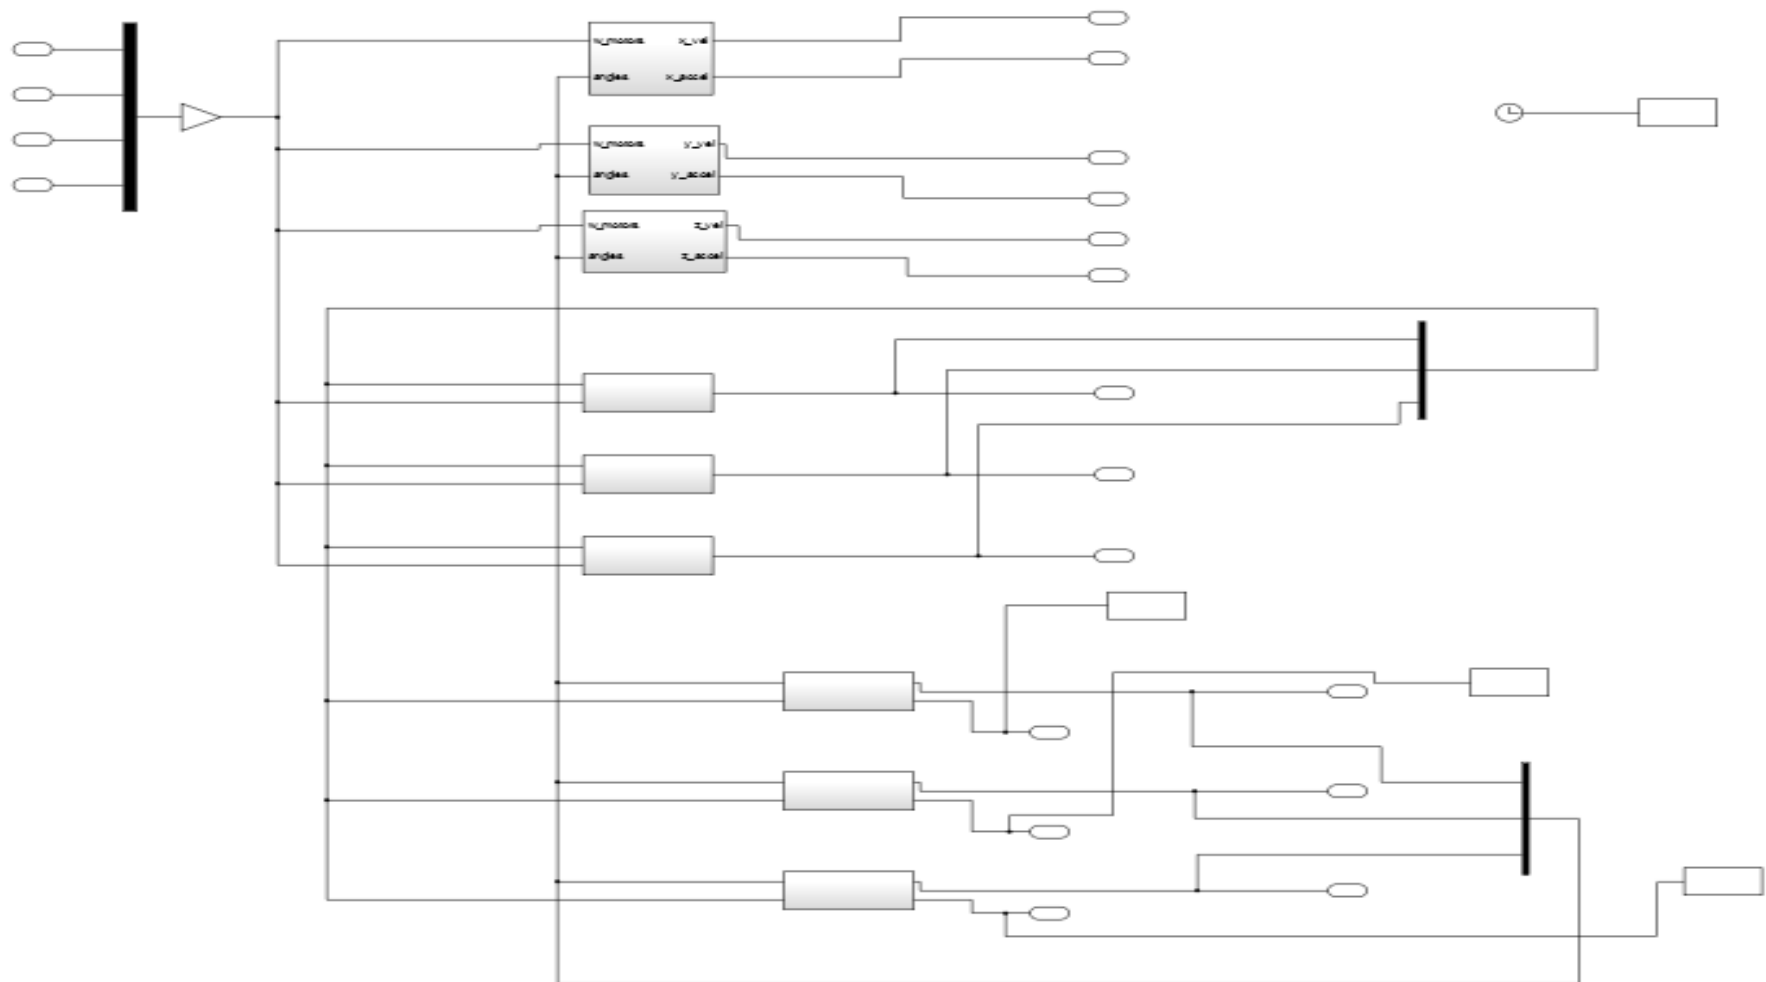 w_motors x_vel
angles x_accel
w_motors y_vel
angles y_accel
w_motors z_vel
angles z_accel